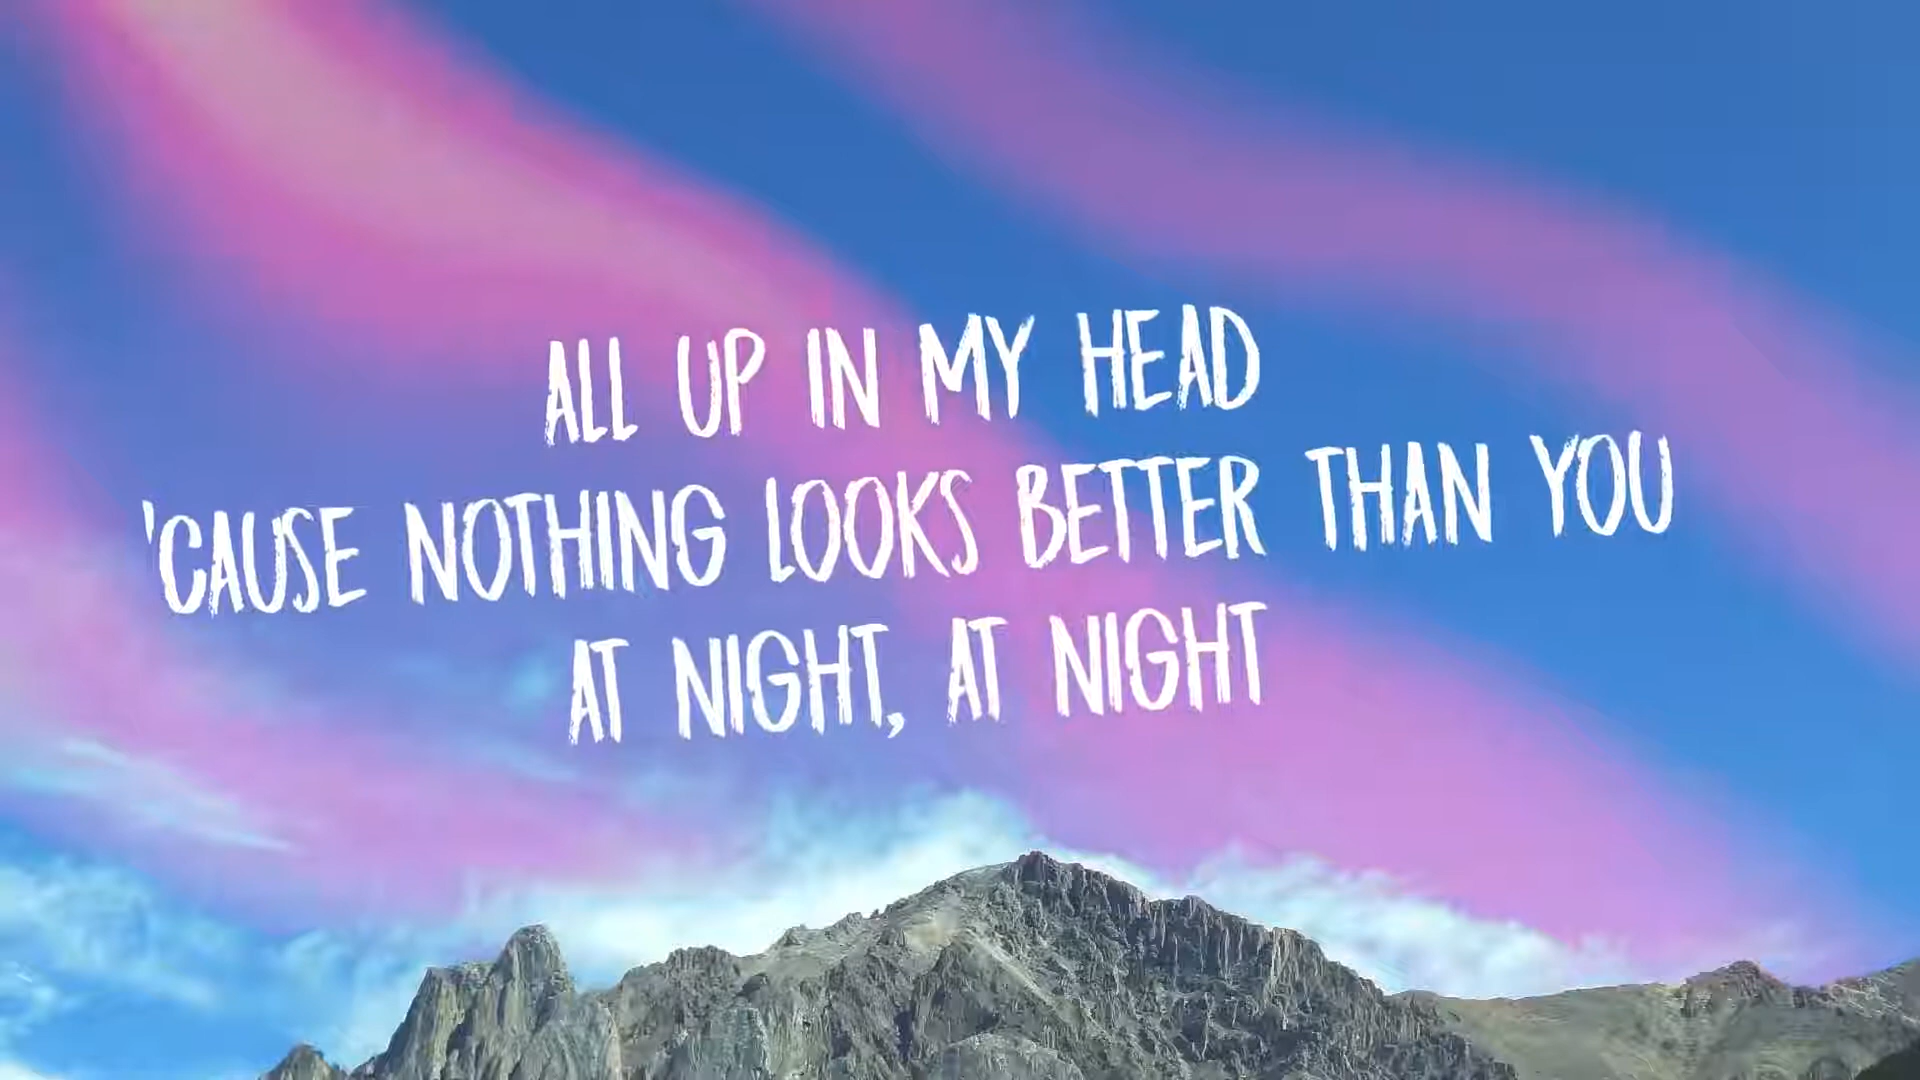 ALL UP IN MY HEAD
'CAUSE NOTHING LOOKS BETTER THAN YOU
AT NIGHT, AT NIGHT